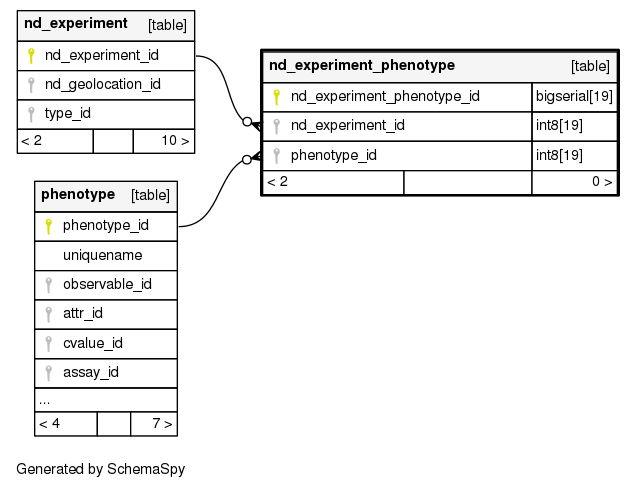 nd_experiment [table]
nd_experiment_id
nd_geolocation_id
type_id
< 2 10 >
nd_experiment_phenotype [table]
nd_experiment_phenotype_id bigserial[19]
nd_experiment_id int8[19]
phenotype_id int8[19]
< 2 0 >
phenotype [table]
phenotype_id
uniquename
observable_id
attr_id
cvalue_id
assay_id
...
< 4 7 >
Generated by SchemaSpy